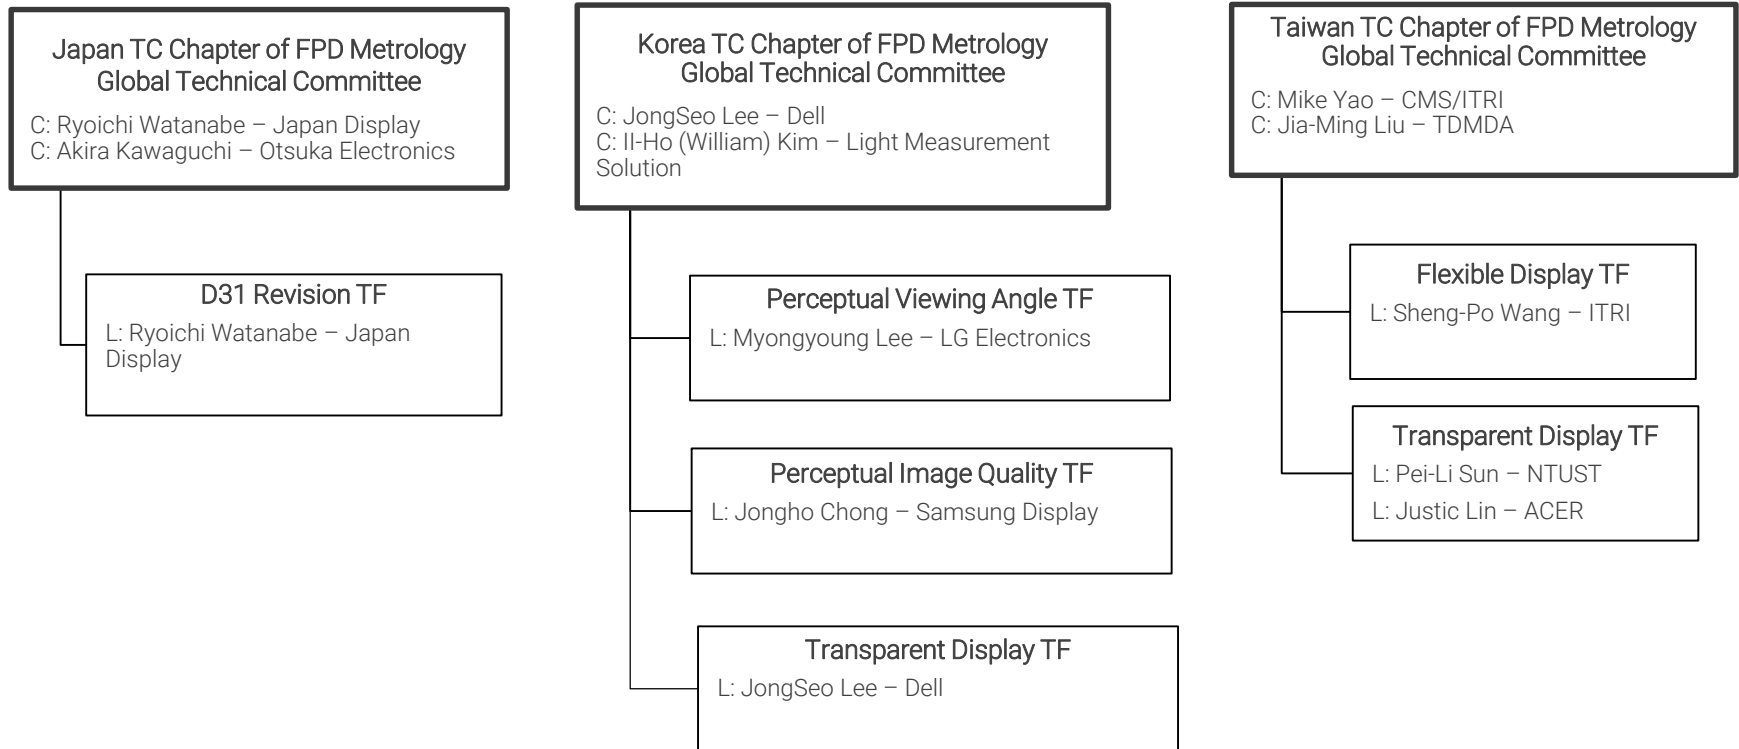 Japan TC Chapter of FPD Metrology
Global Technical Committee
C: Ryoichi Watanabe – Japan Display
C: Akira Kawaguchi – Otsuka Electronics
D31 Revision TF
L: Ryoichi Watanabe – Japan
Display
Korea TC Chapter of FPD Metrology
Global Technical Committee
C: JongSeo Lee – Dell
C: Il-Ho (William) Kim – Light Measurement
Solution
Perceptual Viewing Angle TF
L: Myongyoung Lee – LG Electronics
Perceptual Image Quality TF
L: Jongho Chong – Samsung Display
Transparent Display TF
L: JongSeo Lee – Dell
Taiwan TC Chapter of FPD Metrology
Global Technical Committee
C: Mike Yao – CMS/ITRI
C: Jia-Ming Liu – TDMDA
Flexible Display TF
L: Sheng-Po Wang – ITRI
Transparent Display TF
L: Pei-Li Sun – NTUST
L: Justic Lin – ACER